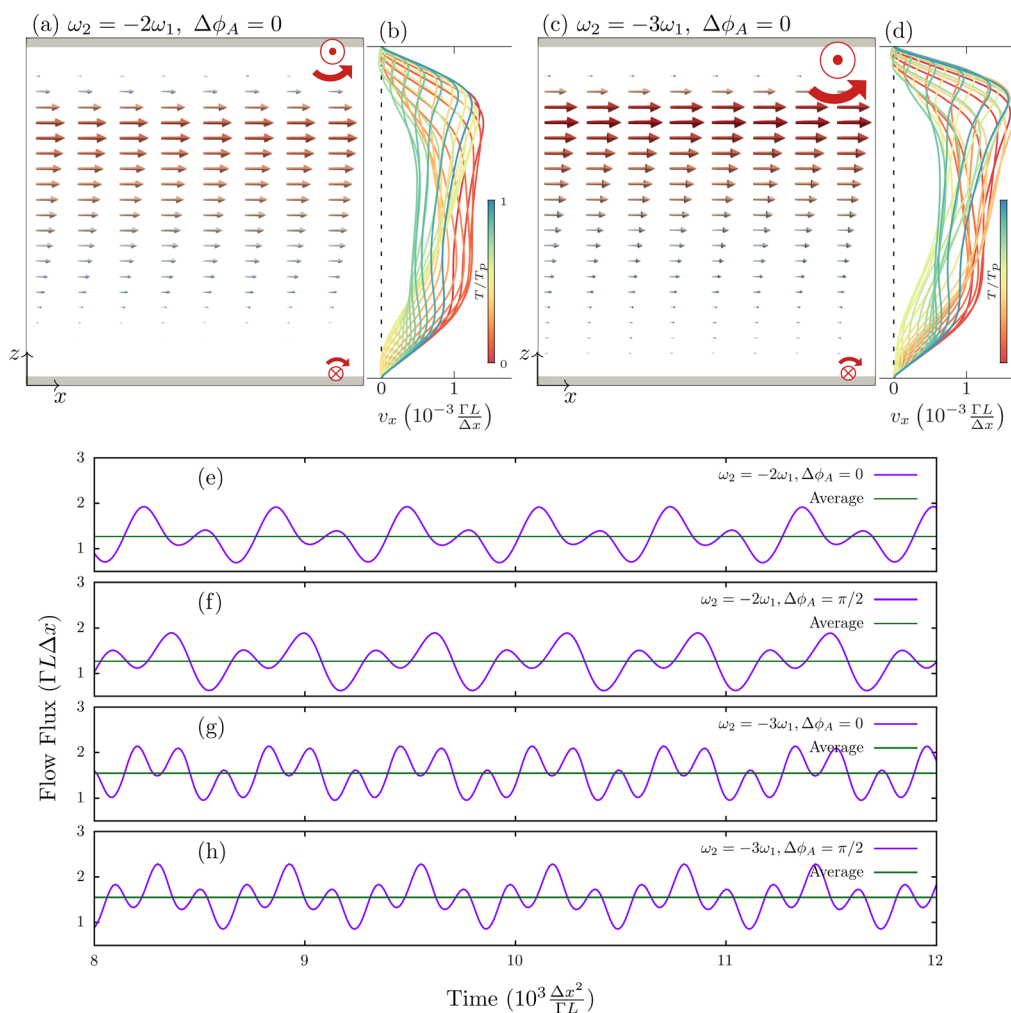 (a) ω₂ = −2ω₁, Δϕ_A = 0
(b)
(c) ω₂ = −3ω₁, Δϕ_A = 0
(d)
z
x
T/T_p
1
0
0 1
v_x (10⁻³ ΓL/Δx)
z
x
T/T_p
0 1
v_x (10⁻³ ΓL/Δx)
Flow Flux (ΓLΔx)
3
2
1
(e)
ω₂ = −2ω₁, Δϕ_A = 0
Average
3
2
1
(f)
ω₂ = −2ω₁, Δϕ_A = π/2
Average
3
2
1
(g)
ω₂ = −3ω₁, Δϕ_A = 0
Average
3
2
1
(h)
ω₂ = −3ω₁, Δϕ_A = π/2
Average
8 9 10 11 12
Time (10³ Δx²/ΓL)